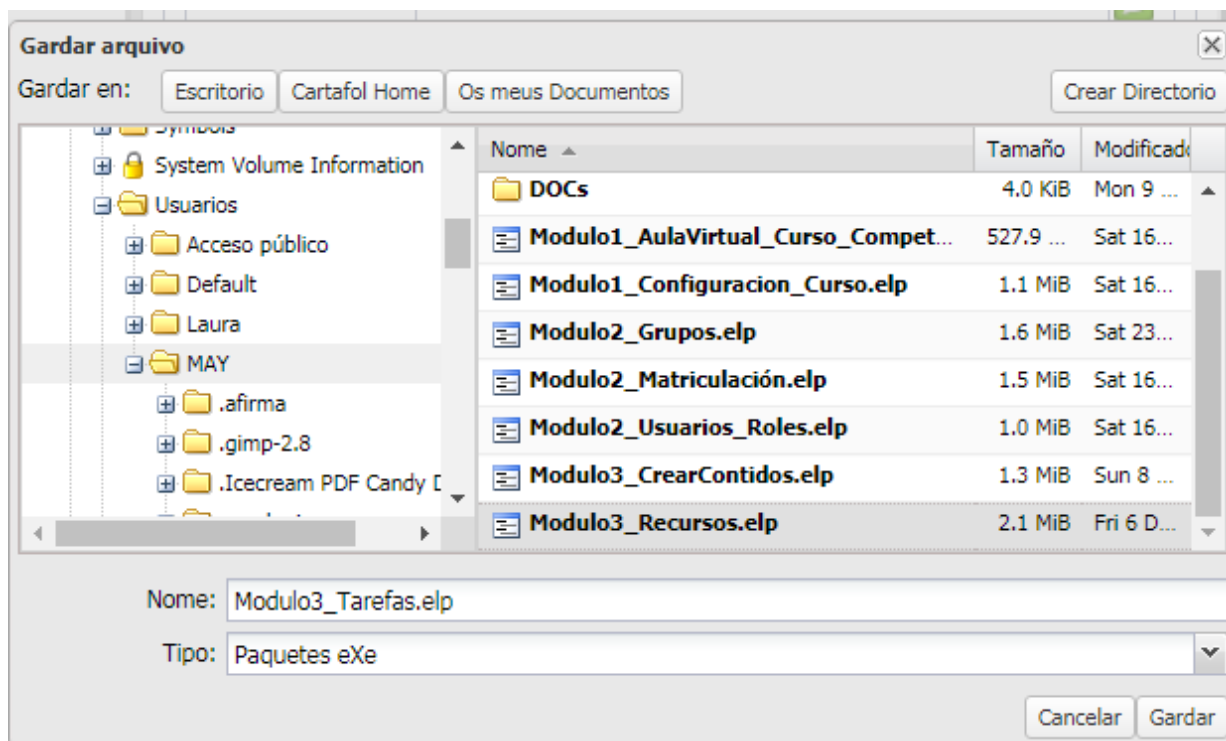 Gardar arquivo
Gardar en: Escritorio Cartafol Home Os meus Documentos Crear Directorio
Symbols
System Volume Information
Usuarios
Acceso público
Default
Laura
MAY
.afirma
.gimp-2.8
.Icecream PDF Candy D
Nome Tamaño Modificado
DOCs 4.0 KiB Mon 9 ...
Modulo1_AulaVirtual_Curso_Compet... 527.9 ... Sat 16...
Modulo1_Configuracion_Curso.elp 1.1 MiB Sat 16...
Modulo2_Grupos.elp 1.6 MiB Sat 23...
Modulo2_Matriculación.elp 1.5 MiB Sat 16...
Modulo2_Usuarios_Roles.elp 1.0 MiB Sat 16...
Modulo3_CrearContidos.elp 1.3 MiB Sun 8 ...
Modulo3_Recursos.elp 2.1 MiB Fri 6 D...
Nome: Modulo3_Tarefas.elp
Tipo: Paquetes eXe
Cancelar Gardar